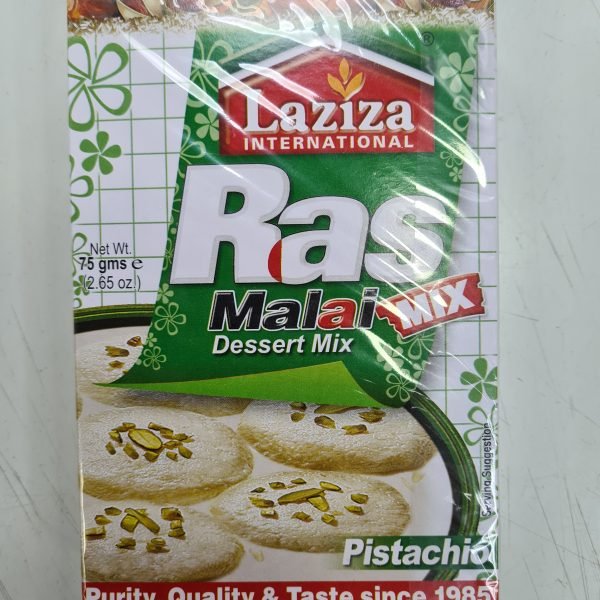 Laziza
®
INTERNATIONAL
Ras
Malai MIX
Dessert Mix
Net Wt.
75 gms e
(2.65 oz.)
Serving Suggestion
Pistachio
Purity, Quality & Taste since 1985